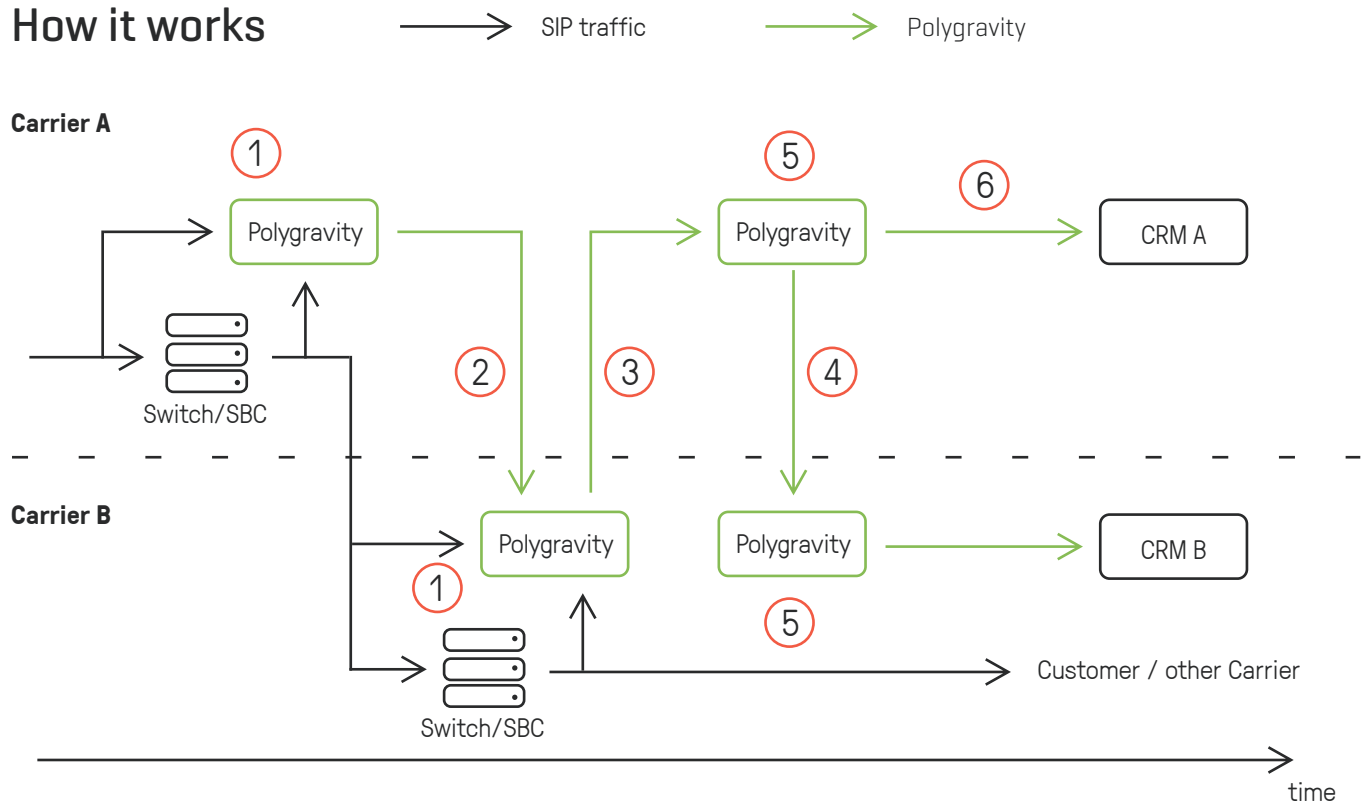 How it works
SIP traffic
Polygravity
Carrier A
1
5
6
Polygravity
Polygravity
CRM A
2
3
4
Switch/SBC
Carrier B
Polygravity
Polygravity
CRM B
1
5
Customer / other Carrier
Switch/SBC
time